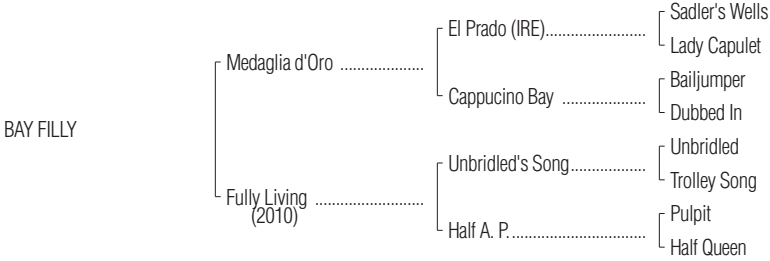 Sadler's Wells
El Prado (IRE)........................
Lady Capulet
Medaglia d'Oro ....................
Bailjumper
Cappucino Bay ....................
Dubbed In
BAY FILLY
Unbridled
Unbridled's Song..................
Trolley Song
Fully Living ..........................
(2010)
Pulpit
Half A. P.................................
Half Queen